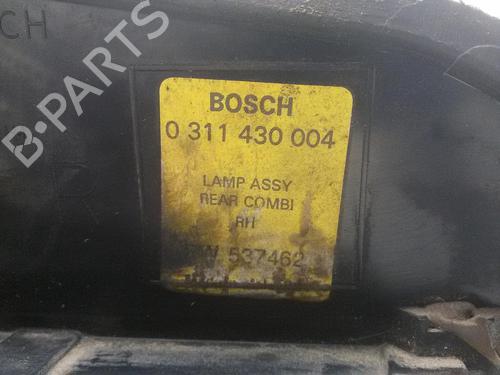 B-PARTS
CH
BOSCH
0 311 430 004
LAMP ASSY
REAR COMBI
RH
537462